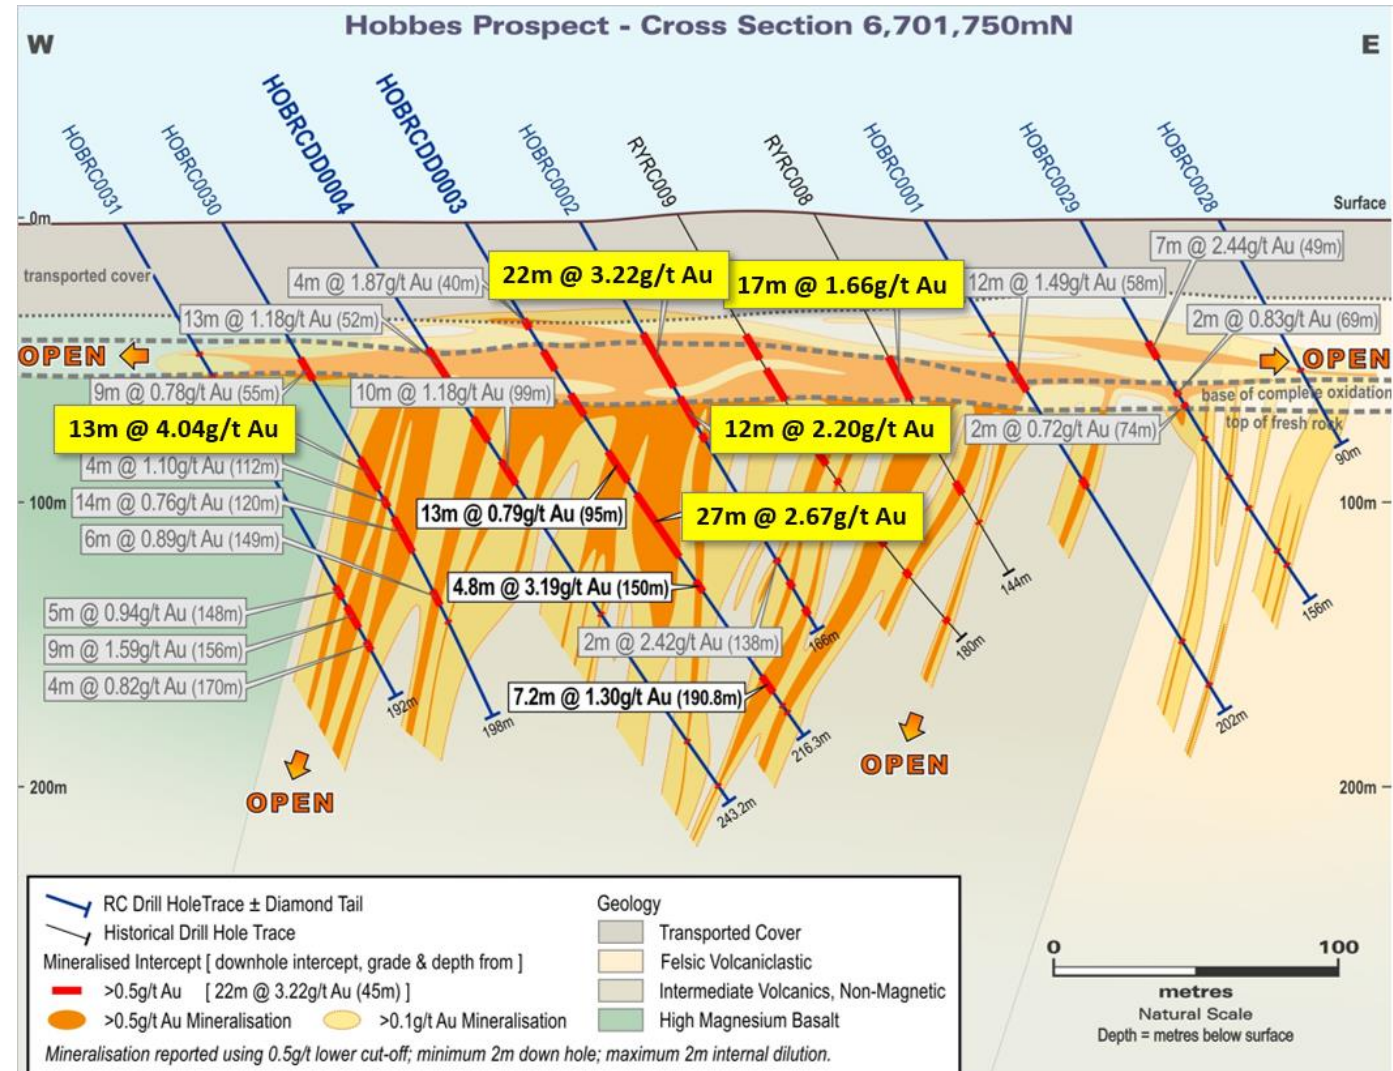 Hobbes Prospect - Cross Section 6,701,750mN
W
E
HOBRC0031
HOBRC0030
HOBRCDD0004
HOBRCDD0003
HOBRC0002
RYRC009
RYRC008
HOBRC0001
HOBRC0029
HOBRC0028
0m
Surface
transported cover
7m @ 2.44g/t Au (49m)
4m @ 1.87g/t Au (40m)
22m @ 3.22g/t Au
17m @ 1.66g/t Au
12m @ 1.49g/t Au (58m)
13m @ 1.18g/t Au (52m)
2m @ 0.83g/t Au (69m)
OPEN
OPEN
9m @ 0.78g/t Au (55m)
10m @ 1.18g/t Au (99m)
base of complete oxidation
13m @ 4.04g/t Au
12m @ 2.20g/t Au
2m @ 0.72g/t Au (74m)
top of fresh rock
90m
4m @ 1.10g/t Au (112m)
100m
14m @ 0.76g/t Au (120m)
13m @ 0.79g/t Au (95m)
27m @ 2.67g/t Au
100m
6m @ 0.89g/t Au (149m)
4.8m @ 3.19g/t Au (150m)
144m
156m
5m @ 0.94g/t Au (148m)
9m @ 1.59g/t Au (156m)
2m @ 2.42g/t Au (138m)
166m
180m
4m @ 0.82g/t Au (170m)
7.2m @ 1.30g/t Au (190.8m)
192m
198m
216.3m
202m
OPEN
OPEN
200m
200m
243.2m
RC Drill HoleTrace ± Diamond Tail
Historical Drill Hole Trace
Mineralised Intercept [ downhole intercept, grade & depth from ]
>0.5g/t Au [ 22m @ 3.22g/t Au (45m) ]
>0.5g/t Au Mineralisation
>0.1g/t Au Mineralisation
Mineralisation reported using 0.5g/t lower cut-off; minimum 2m down hole; maximum 2m internal dilution.
Geology
Transported Cover
Felsic Volcaniclastic
Intermediate Volcanics, Non-Magnetic
High Magnesium Basalt
0
100
metres
Natural Scale
Depth = metres below surface